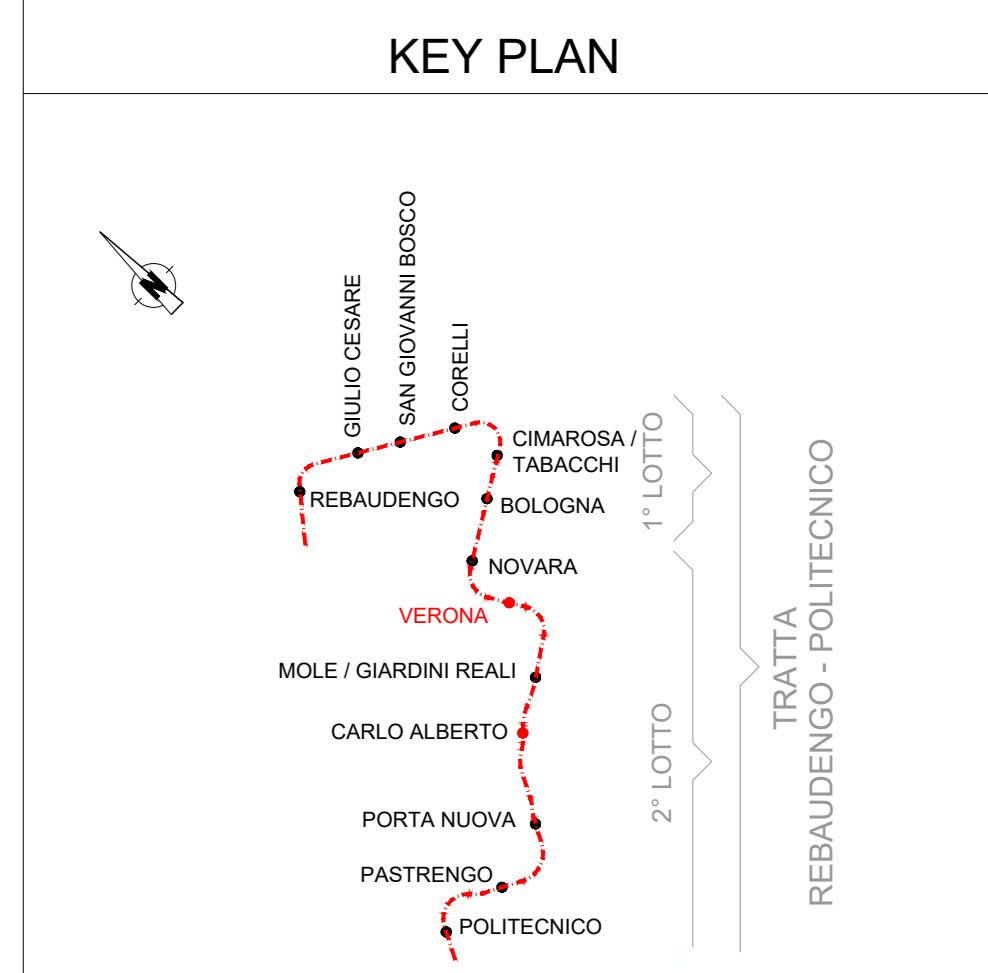 KEY PLAN
N
GIULIO CESARE
SAN GIOVANNI BOSCO
CORELLI
CIMAROSA /
TABACCHI
REBAUDENGO
BOLOGNA
NOVARA
VERONA
MOLE / GIARDINI REALI
CARLO ALBERTO
PORTA NUOVA
PASTRENGO
POLITECNICO
1° LOTTO
2° LOTTO
TRATTA
REBAUDENGO - POLITECNICO